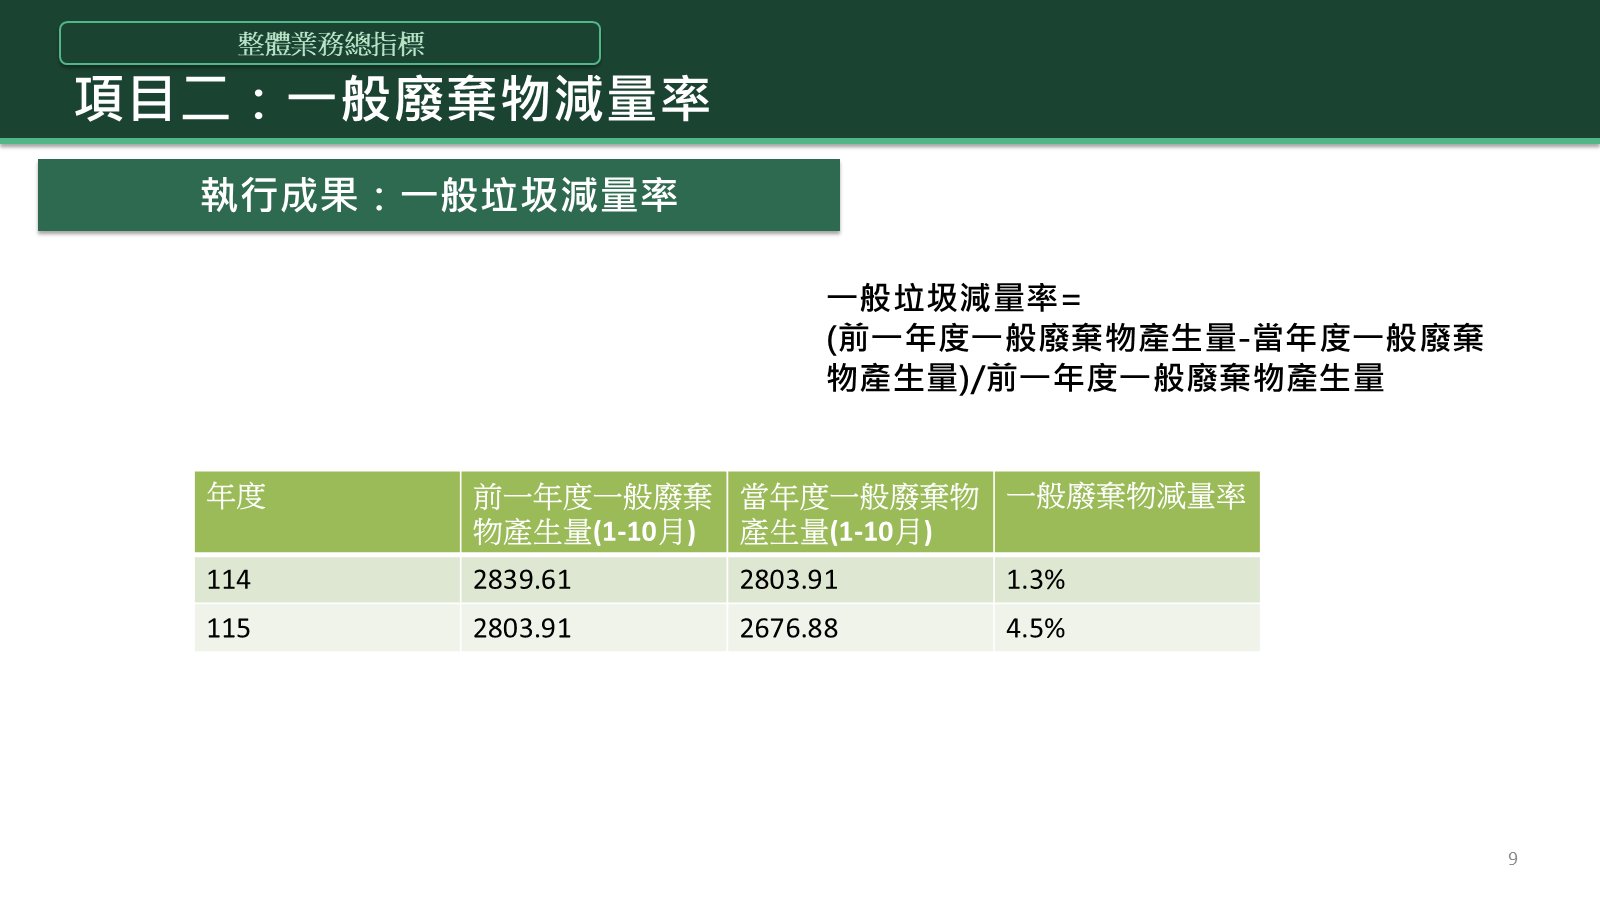 整體業務總指標
項目二：一般廢棄物減量率
執行成果：一般垃圾減量率
一般垃圾減量率=
(前一年度一般廢棄物產生量-當年度一般廢棄
物產生量)/前一年度一般廢棄物產生量
年度 前一年度一般廢棄物產生量(1-10月) 當年度一般廢棄物產生量(1-10月) 一般廢棄物減量率
114 2839.61 2803.91 1.3%
115 2803.91 2676.88 4.5%
9